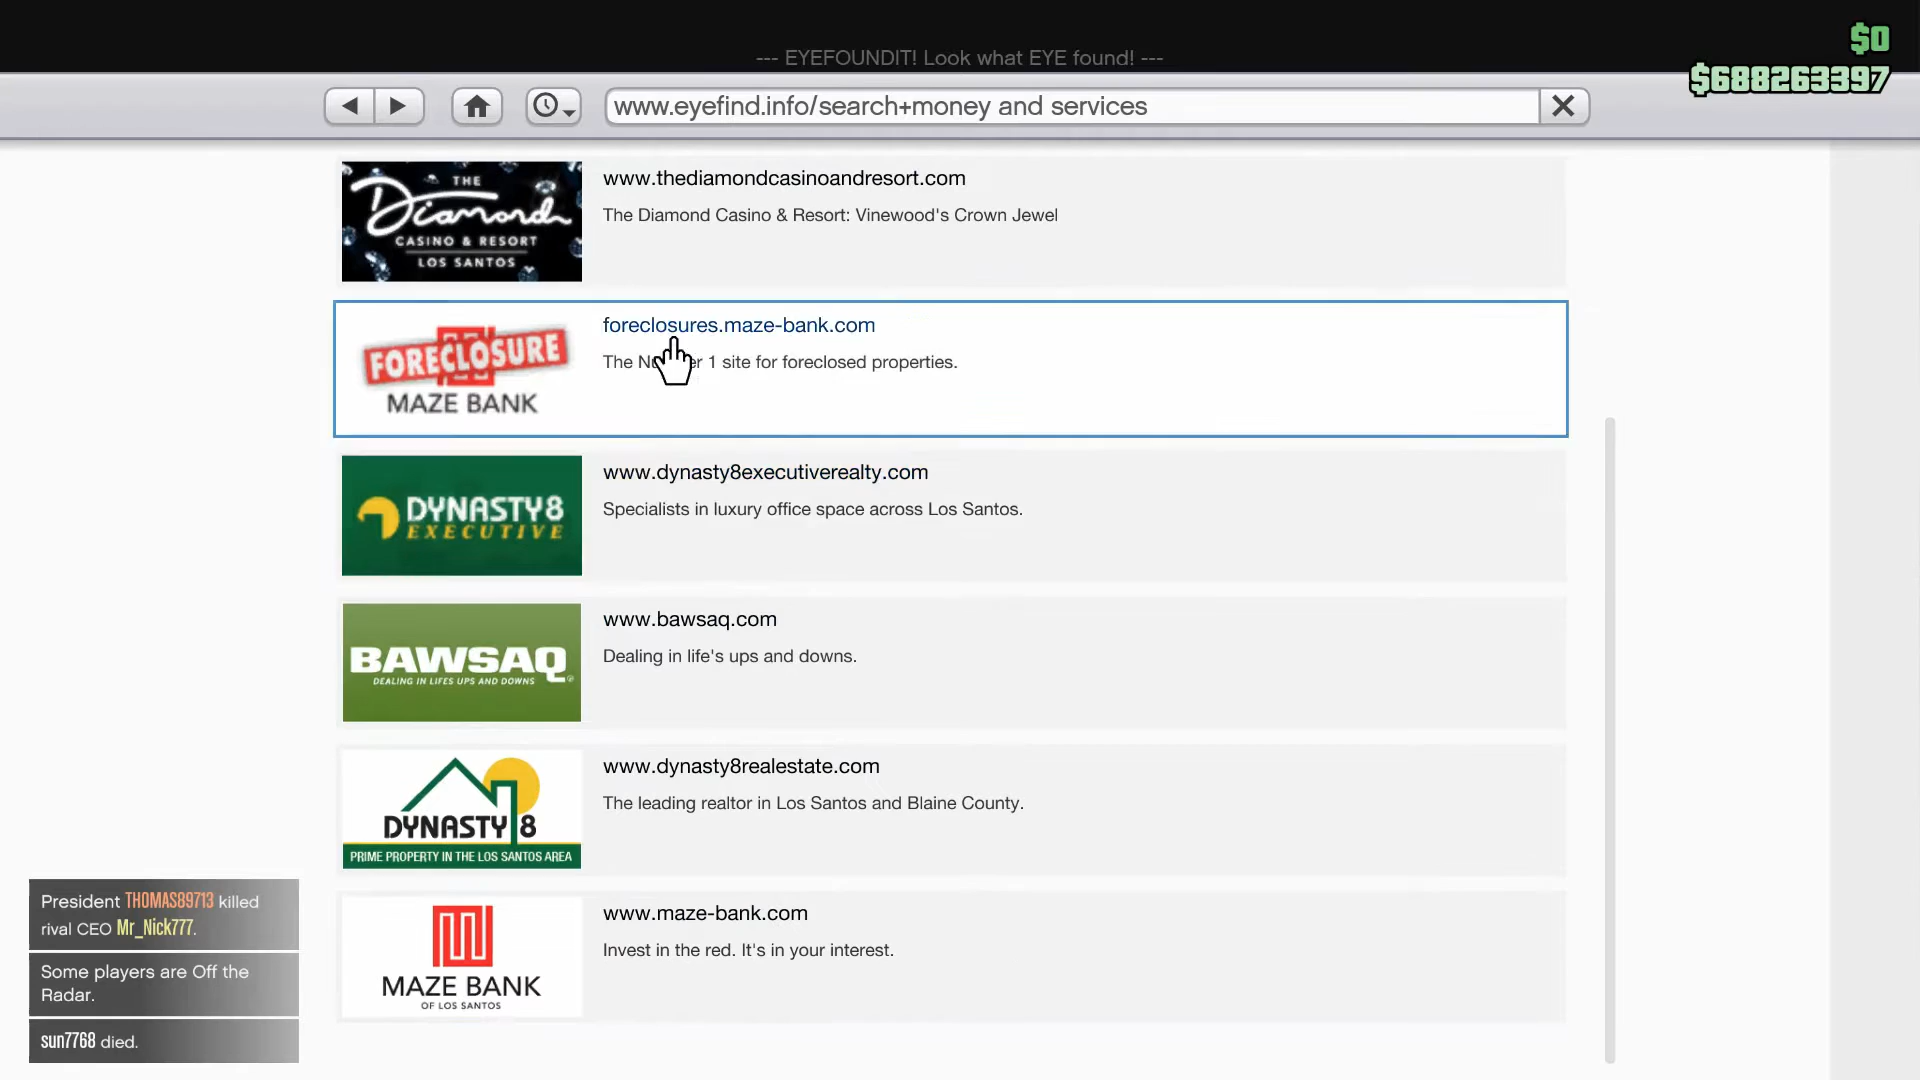 $0
--- EYEFOUNDIT! Look what EYE found! ---
$688263397
www.eyefind.info/search+money and services
THE
Diamond
CASINO & RESORT
LOS SANTOS
www.thediamondcasinoandresort.com
The Diamond Casino & Resort: Vinewood's Crown Jewel
FORECLOSURE
MAZE BANK
foreclosures.maze-bank.com
The N er 1 site for foreclosed properties.
DYNASTY8
EXECUTIVE
www.dynasty8executiverealty.com
Specialists in luxury office space across Los Santos.
BAWSAQ
DEALING IN LIFES UPS AND DOWNS
www.bawsaq.com
Dealing in life's ups and downs.
DYNASTY 8
PRIME PROPERTY IN THE LOS SANTOS AREA
www.dynasty8realestate.com
The leading realtor in Los Santos and Blaine County.
MAZE BANK
OF LOS SANTOS
www.maze-bank.com
Invest in the red. It's in your interest.
President THOMAS89713 killed
rival CEO Mr_Nick777.
Some players are Off the
Radar.
sun7768 died.